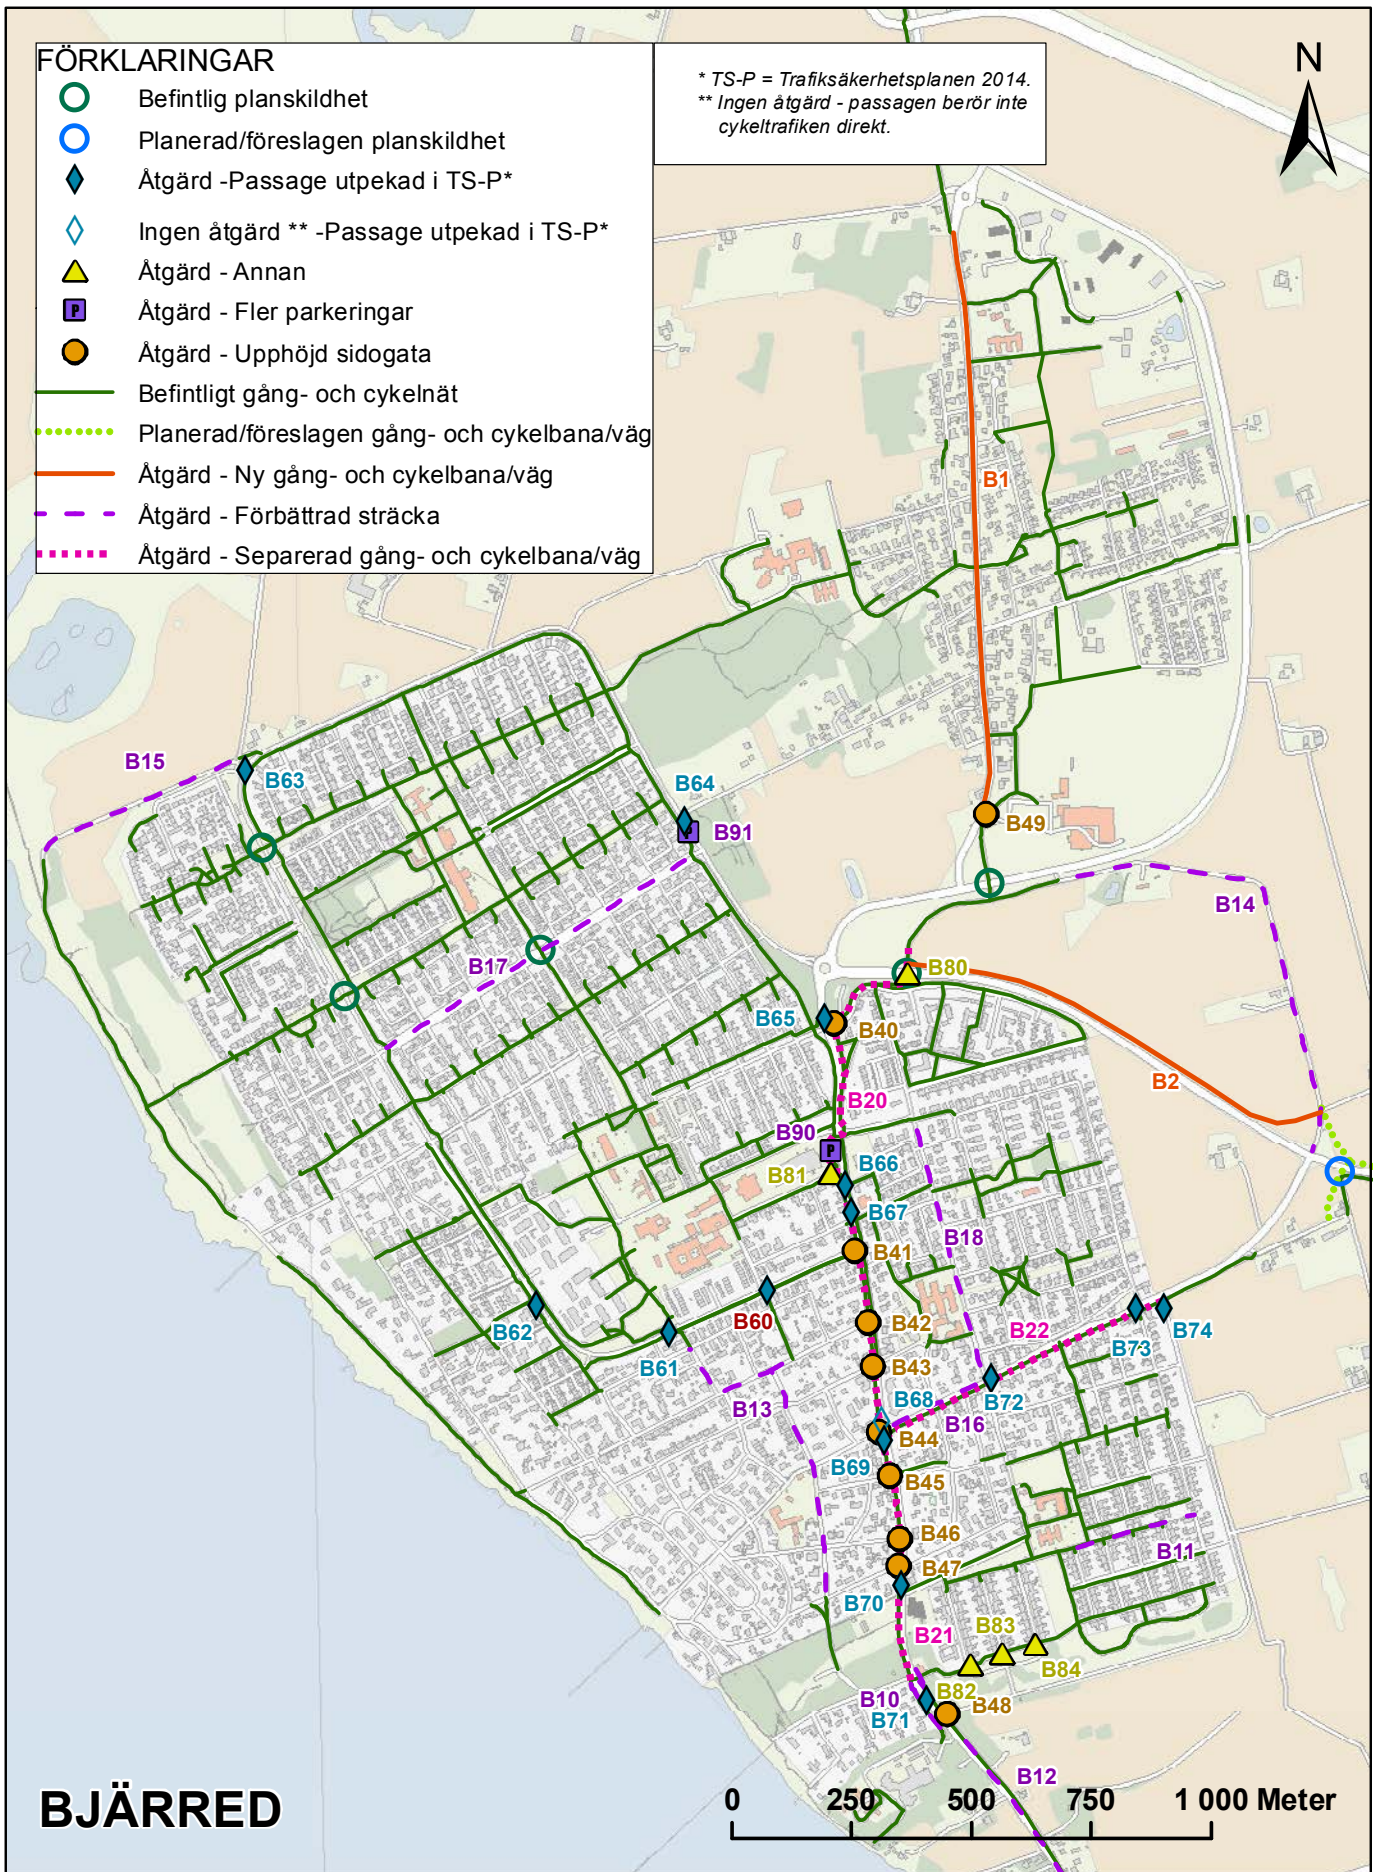 FÖRKLARINGAR
Befintlig planskildhet
Planerad/föreslagen planskildhet
Åtgärd -Passage utpekad i TS-P*
Ingen åtgärd ** -Passage utpekad i TS-P*
Åtgärd - Annan
P
Åtgärd - Fler parkeringar
Åtgärd - Upphöjd sidogata
Befintligt gång- och cykelnät
Planerad/föreslagen gång- och cykelbana/väg
Åtgärd - Ny gång- och cykelbana/väg
Åtgärd - Förbättrad sträcka
Åtgärd - Separerad gång- och cykelbana/väg
* TS-P = Trafiksäkerhetsplanen 2014.
** Ingen åtgärd - passagen berör inte
cykeltrafiken direkt.
N
B1
B15
B63
B64
P
B91
B49
B14
B17
B80
B65
B40
B2
B20
B90
P
B81
B66
B67
B18
B41
B60
B62
B61
B42
B22
B73
B74
B43
B13
B68
B72
B16
B44
B69
B45
B46
B11
B47
B70
B21
B83
B84
B82
B10
B48
B71
B12
BJÄRRED
0 250 500 750 1 000 Meter